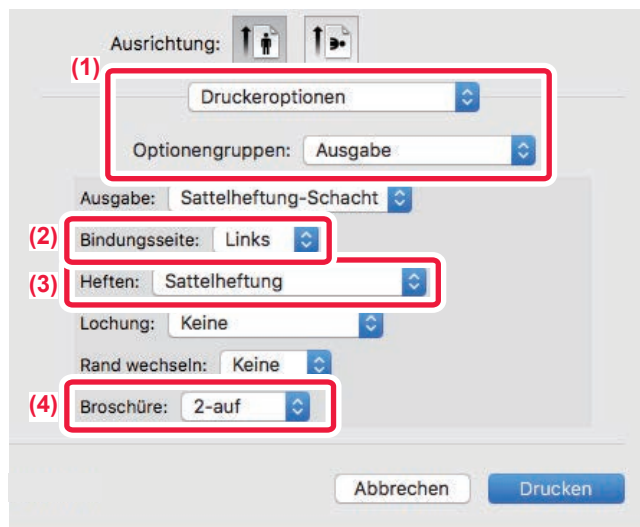 Ausrichtung:
(1)
Druckeroptionen
Optionengruppen: Ausgabe
Ausgabe: Sattelheftung-Schacht
(2) Bindungsseite: Links
(3) Heften: Sattelheftung
Lochung: Keine
Rand wechseln: Keine
(4) Broschüre: 2-auf
Abbrechen Drucken